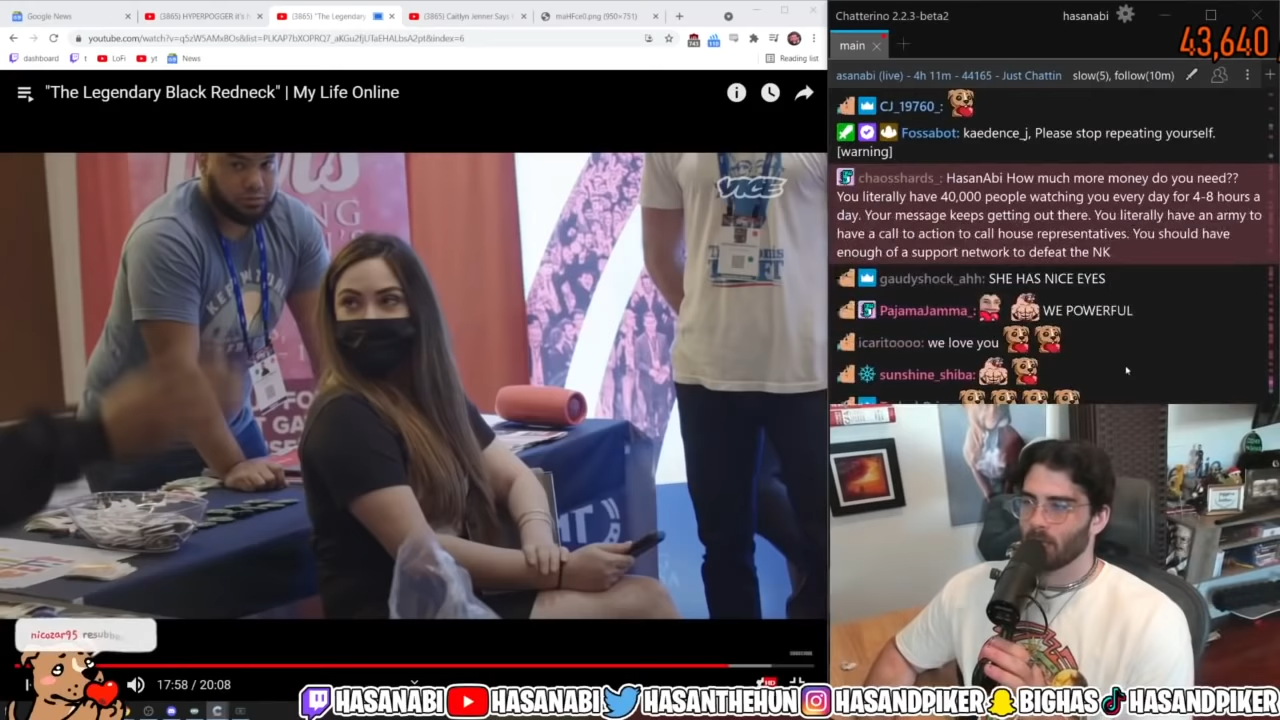 Google News
(3865) HYPERPOGGER it's
(3865) "The Legendary
(3865) Caitlyn Jenner Says
maHFce0.png (950×751)
youtube.com/watch?v=q5zW5AMxBOs&list=PLKAP7bXOPRQ7_aKGu2fjUTaEHALbsA2pt&index=6
dashboard
t
LoFi
yt
News
Reading list
"The Legendary Black Redneck" | My Life Online
VICE
nicozar95 resubbe
17:58 / 20:08
HD
Chatterino 2.2.3-beta2
hasanabi
43,640
main
asanabi (live) - 4h 11m - 44165 - Just Chattin
slow(5), follow(10m)
CJ_19760_:
Fossabot: kaedence_j, Please stop repeating yourself.
[warning]
chaosshards_: HasanAbi How much more money do you need??
You literally have 40,000 people watching you every day for 4-8 hours a
day. Your message keeps getting out there. You literally have an army to
have a call to action to call house representatives. You should have
enough of a support network to defeat the NK
gaudyshock_ahh: SHE HAS NICE EYES
PajamaJamma_: WE POWERFUL
icaritoooo: we love you
sunshine_shiba:
HASANABI
HASANABI
HASANTHEHUN
HASANDPIKER
BIGHAS
HASANDPIKER